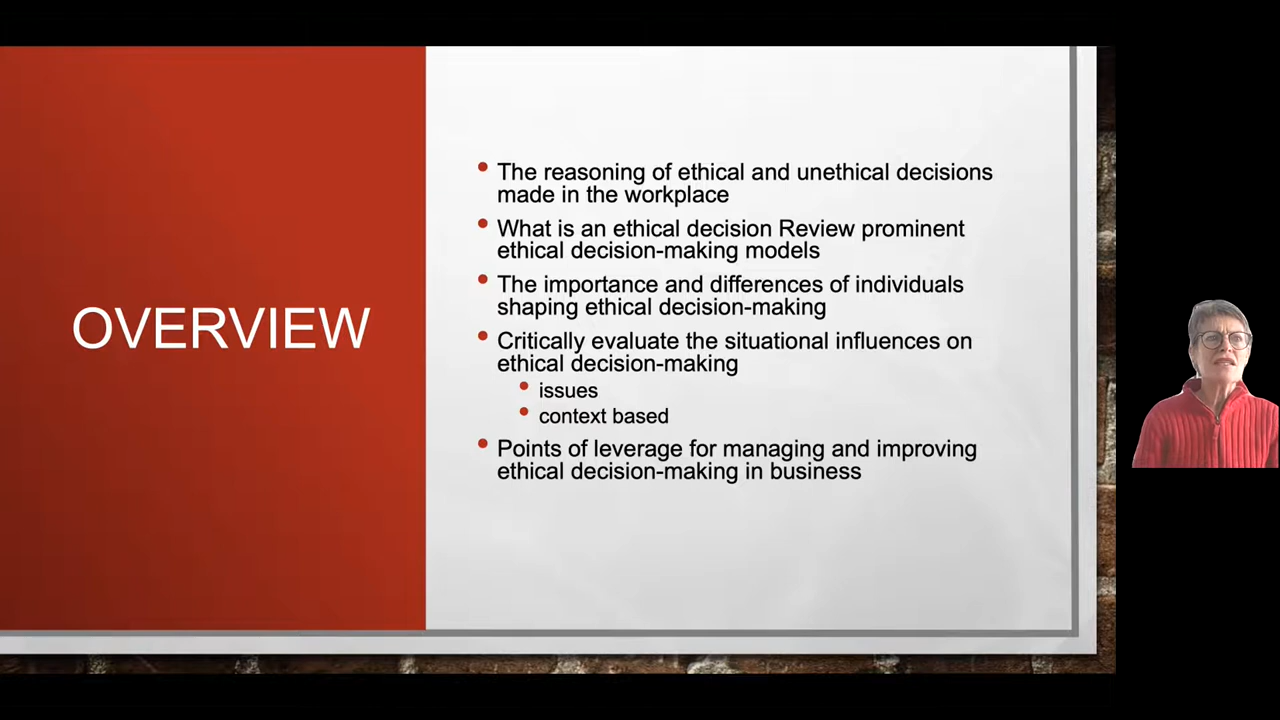 OVERVIEW
• The reasoning of ethical and unethical decisions
made in the workplace
• What is an ethical decision Review prominent
ethical decision-making models
• The importance and differences of individuals
shaping ethical decision-making
• Critically evaluate the situational influences on
ethical decision-making
• issues
• context based
• Points of leverage for managing and improving
ethical decision-making in business